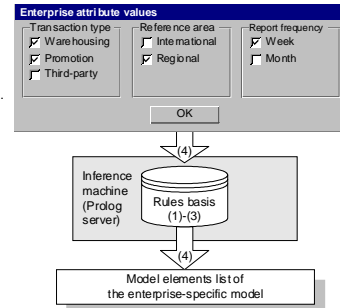 Enterprise attribute values
Transaction type
Warehousing
Promotion
Third-party
Reference area
International
Regional
Report frequency
Week
Month
OK
(4)
Inference
machine
(Prolog
server)
Rules basis
(1)-(3)
(4)
Model elements list of
the enterprise-specific model